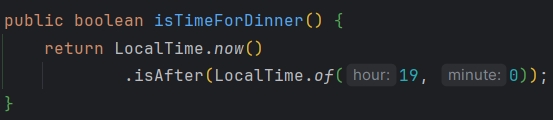 public boolean isTimeForDinner() {
    return LocalTime.now()
            .isAfter(LocalTime.of( hour: 19,  minute: 0));
}